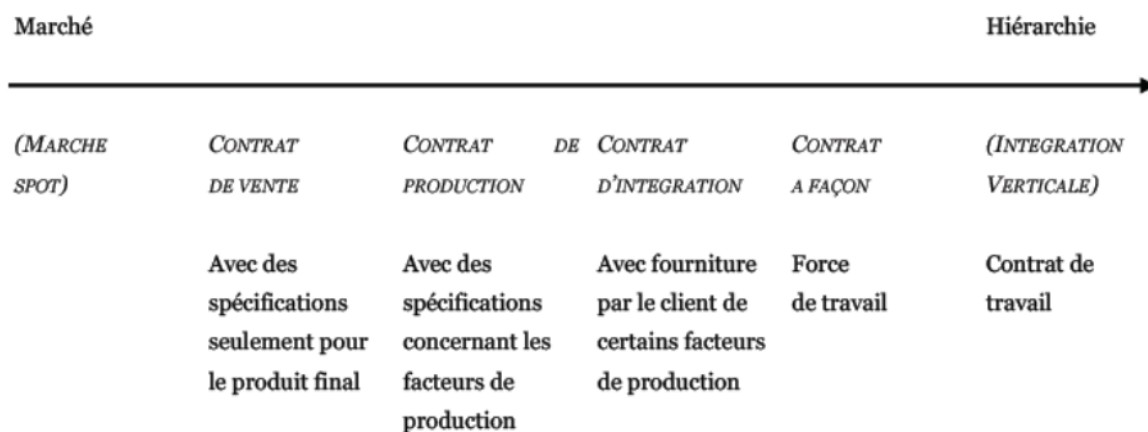 Marché Hiérarchie
(MARCHE CONTRAT CONTRAT DE CONTRAT CONTRAT (INTEGRATION
SPOT) DE VENTE PRODUCTION D'INTEGRATION A FAÇON VERTICALE)
Avec des Avec des Avec fourniture Force Contrat de
spécifications spécifications par le client de de travail travail
seulement pour concernant les certains facteurs
le produit final facteurs de de production
production